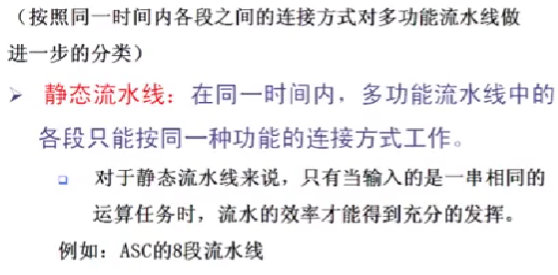 （按照同一时间内各段之间的连接方式对多功能流水线做
进一步的分类）
➢ 静态流水线：在同一时间内，多功能流水线中的
各段只能按同一种功能的连接方式工作。
❑ 对于静态流水线来说，只有当输入的是一串相同的
运算任务时，流水的效率才能得到充分的发挥。
例如：ASC的8段流水线